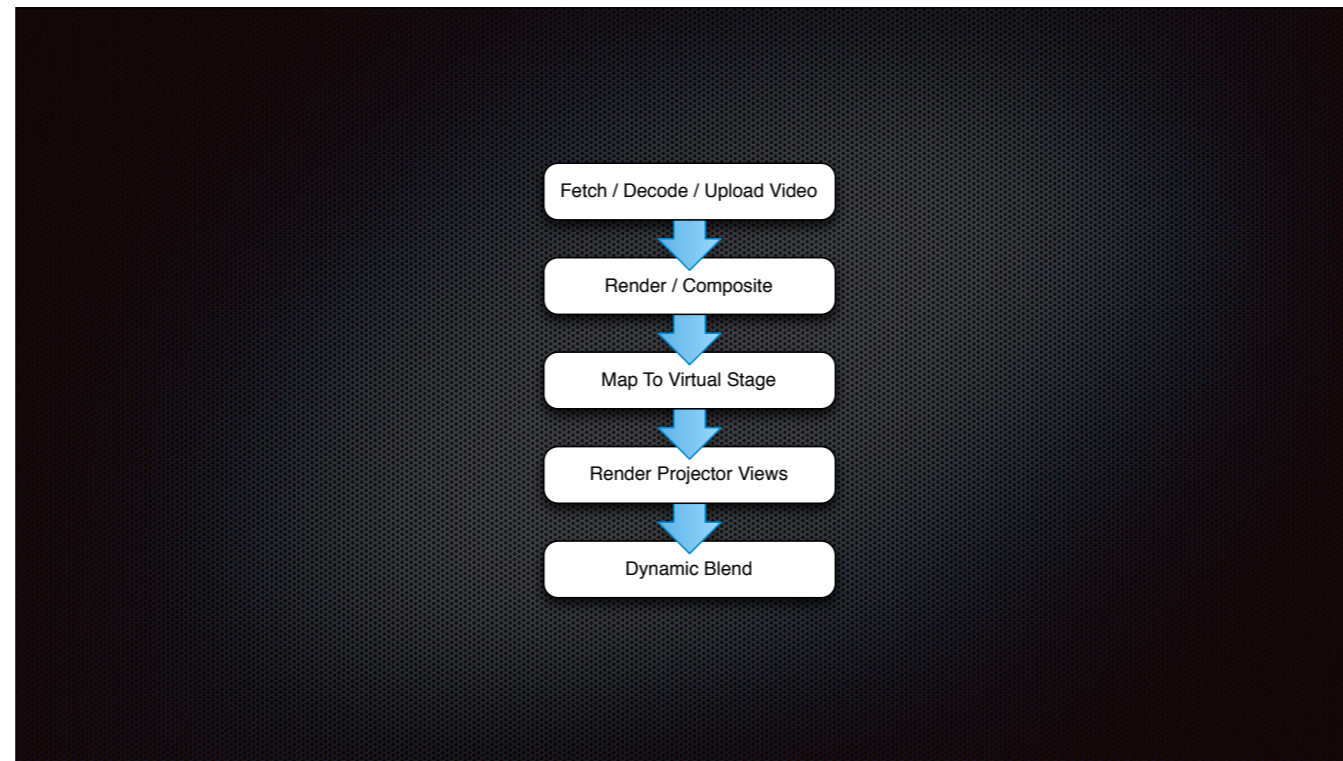 Fetch / Decode / Upload Video
Render / Composite
Map To Virtual Stage
Render Projector Views
Dynamic Blend